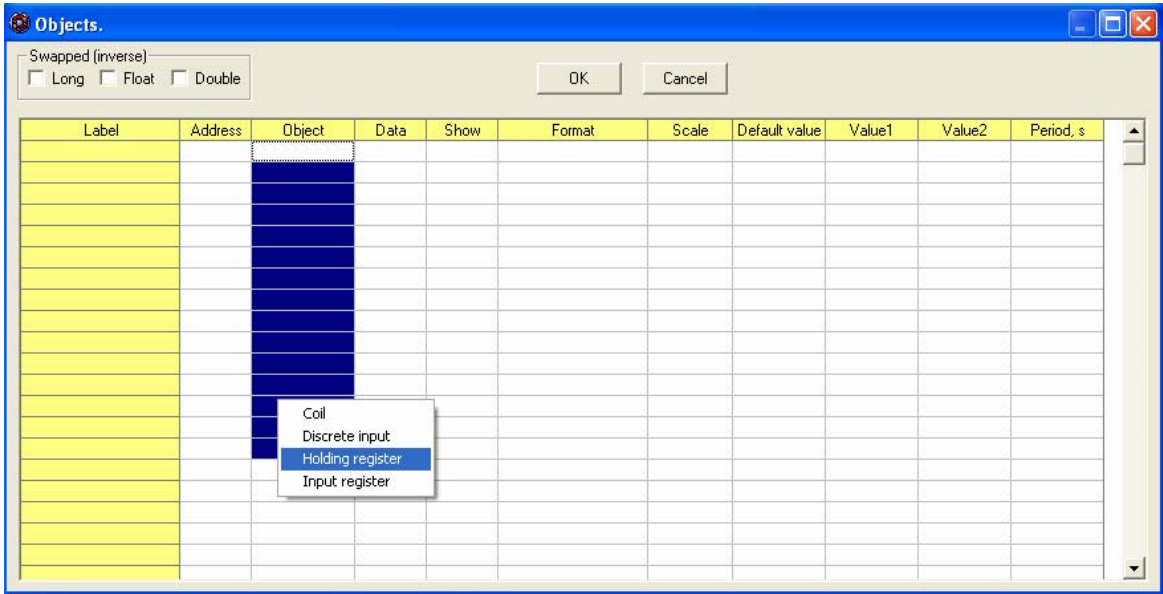 Objects.
Swapped (inverse)
Long Float Double
OK Cancel
Label Address Object Data Show Format Scale Default value Value1 Value2 Period, s
Coil
Discrete input
Holding register
Input register